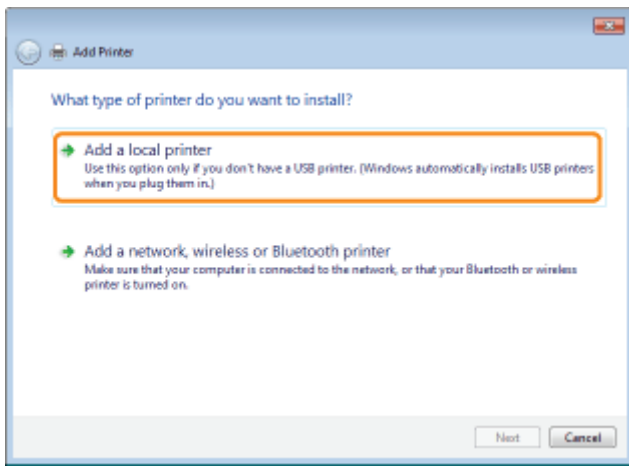 Add Printer
What type of printer do you want to install?
Add a local printer
Use this option only if you don't have a USB printer. (Windows automatically installs USB printers
when you plug them in.)
Add a network, wireless or Bluetooth printer
Make sure that your computer is connected to the network, or that your Bluetooth or wireless
printer is turned on.
Next Cancel